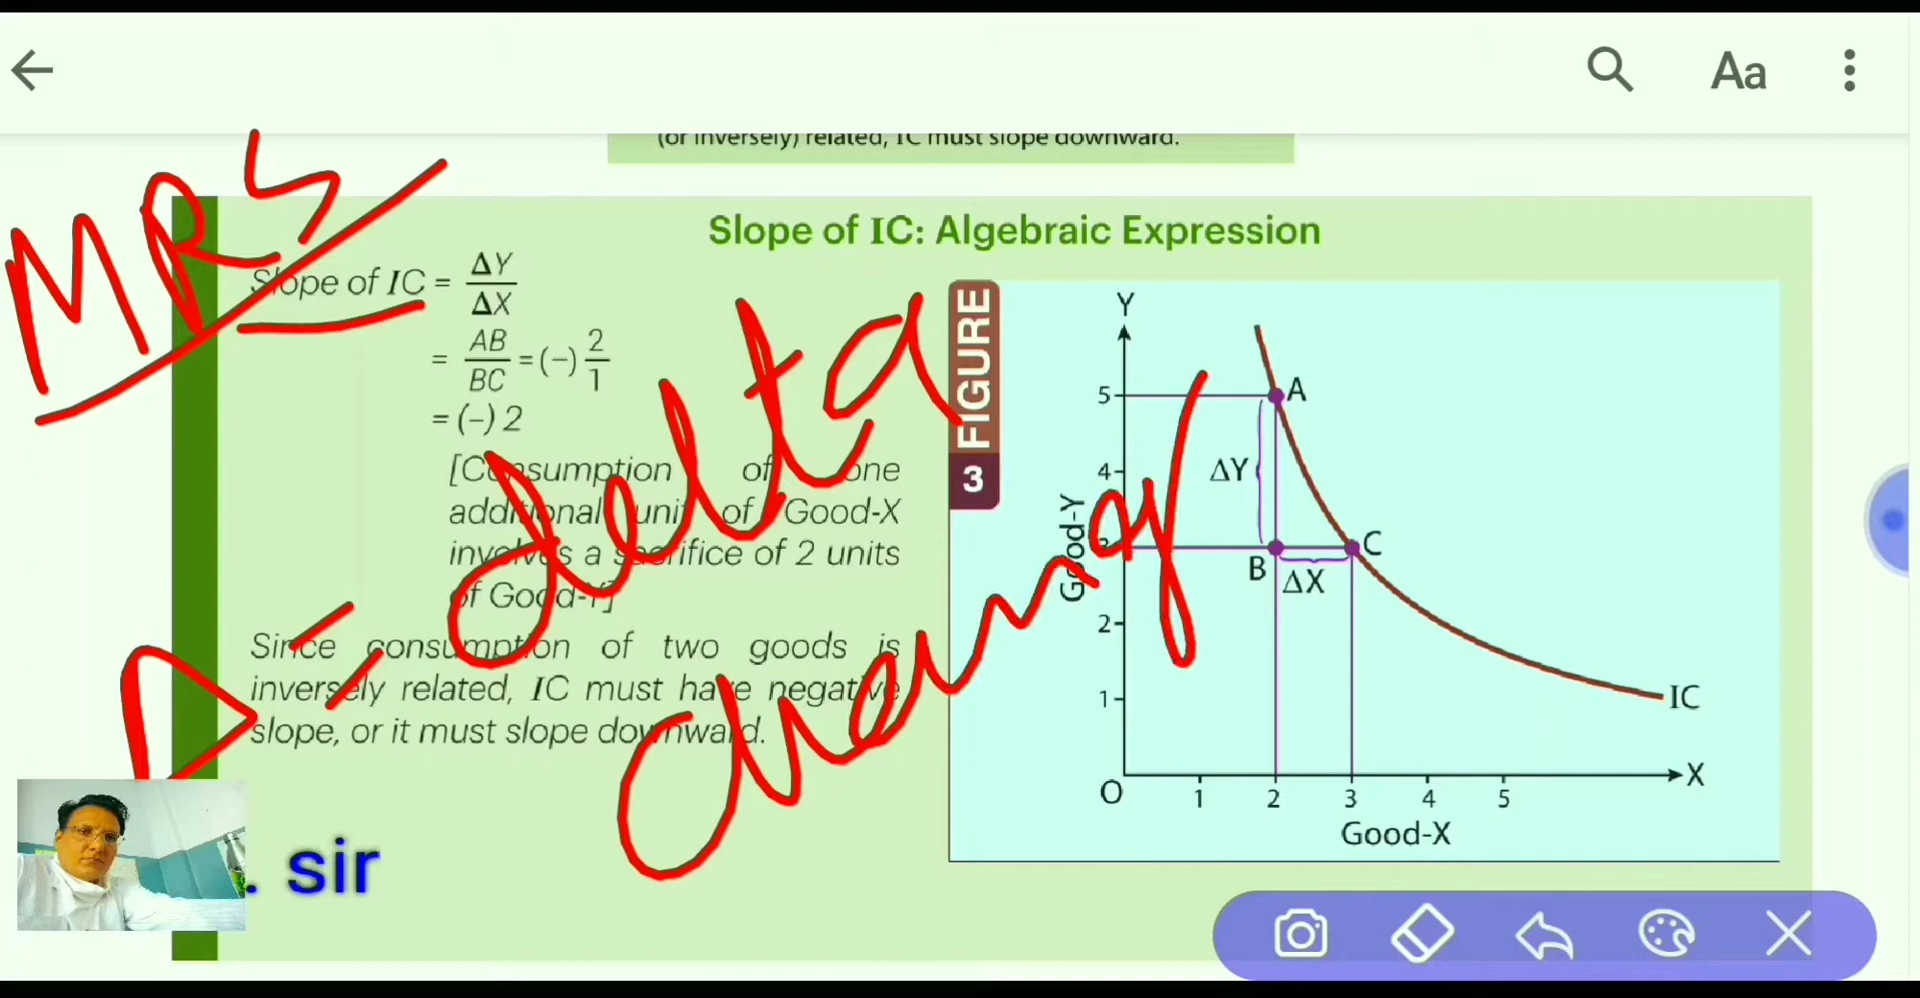 Aa
(or inversely) related, IC must slope downward.
MRS
Slope of IC: Algebraic Expression
Slope of IC = ΔY
ΔX
= AB
BC = (−) 2
1
= (−) 2
[Consumption of one
additional unit of Good-X
involves a sacrifice of 2 units
of Good-Y]
Since consumption of two goods is
inversely related, IC must have negative
slope, or it must slope downward.
delta
FIGURE
3
Y
5
A
4
ΔY
Good-Y
3
C
B
ΔX
2
1
IC
X
O
1 2 3 4 5
Good-X
. sir